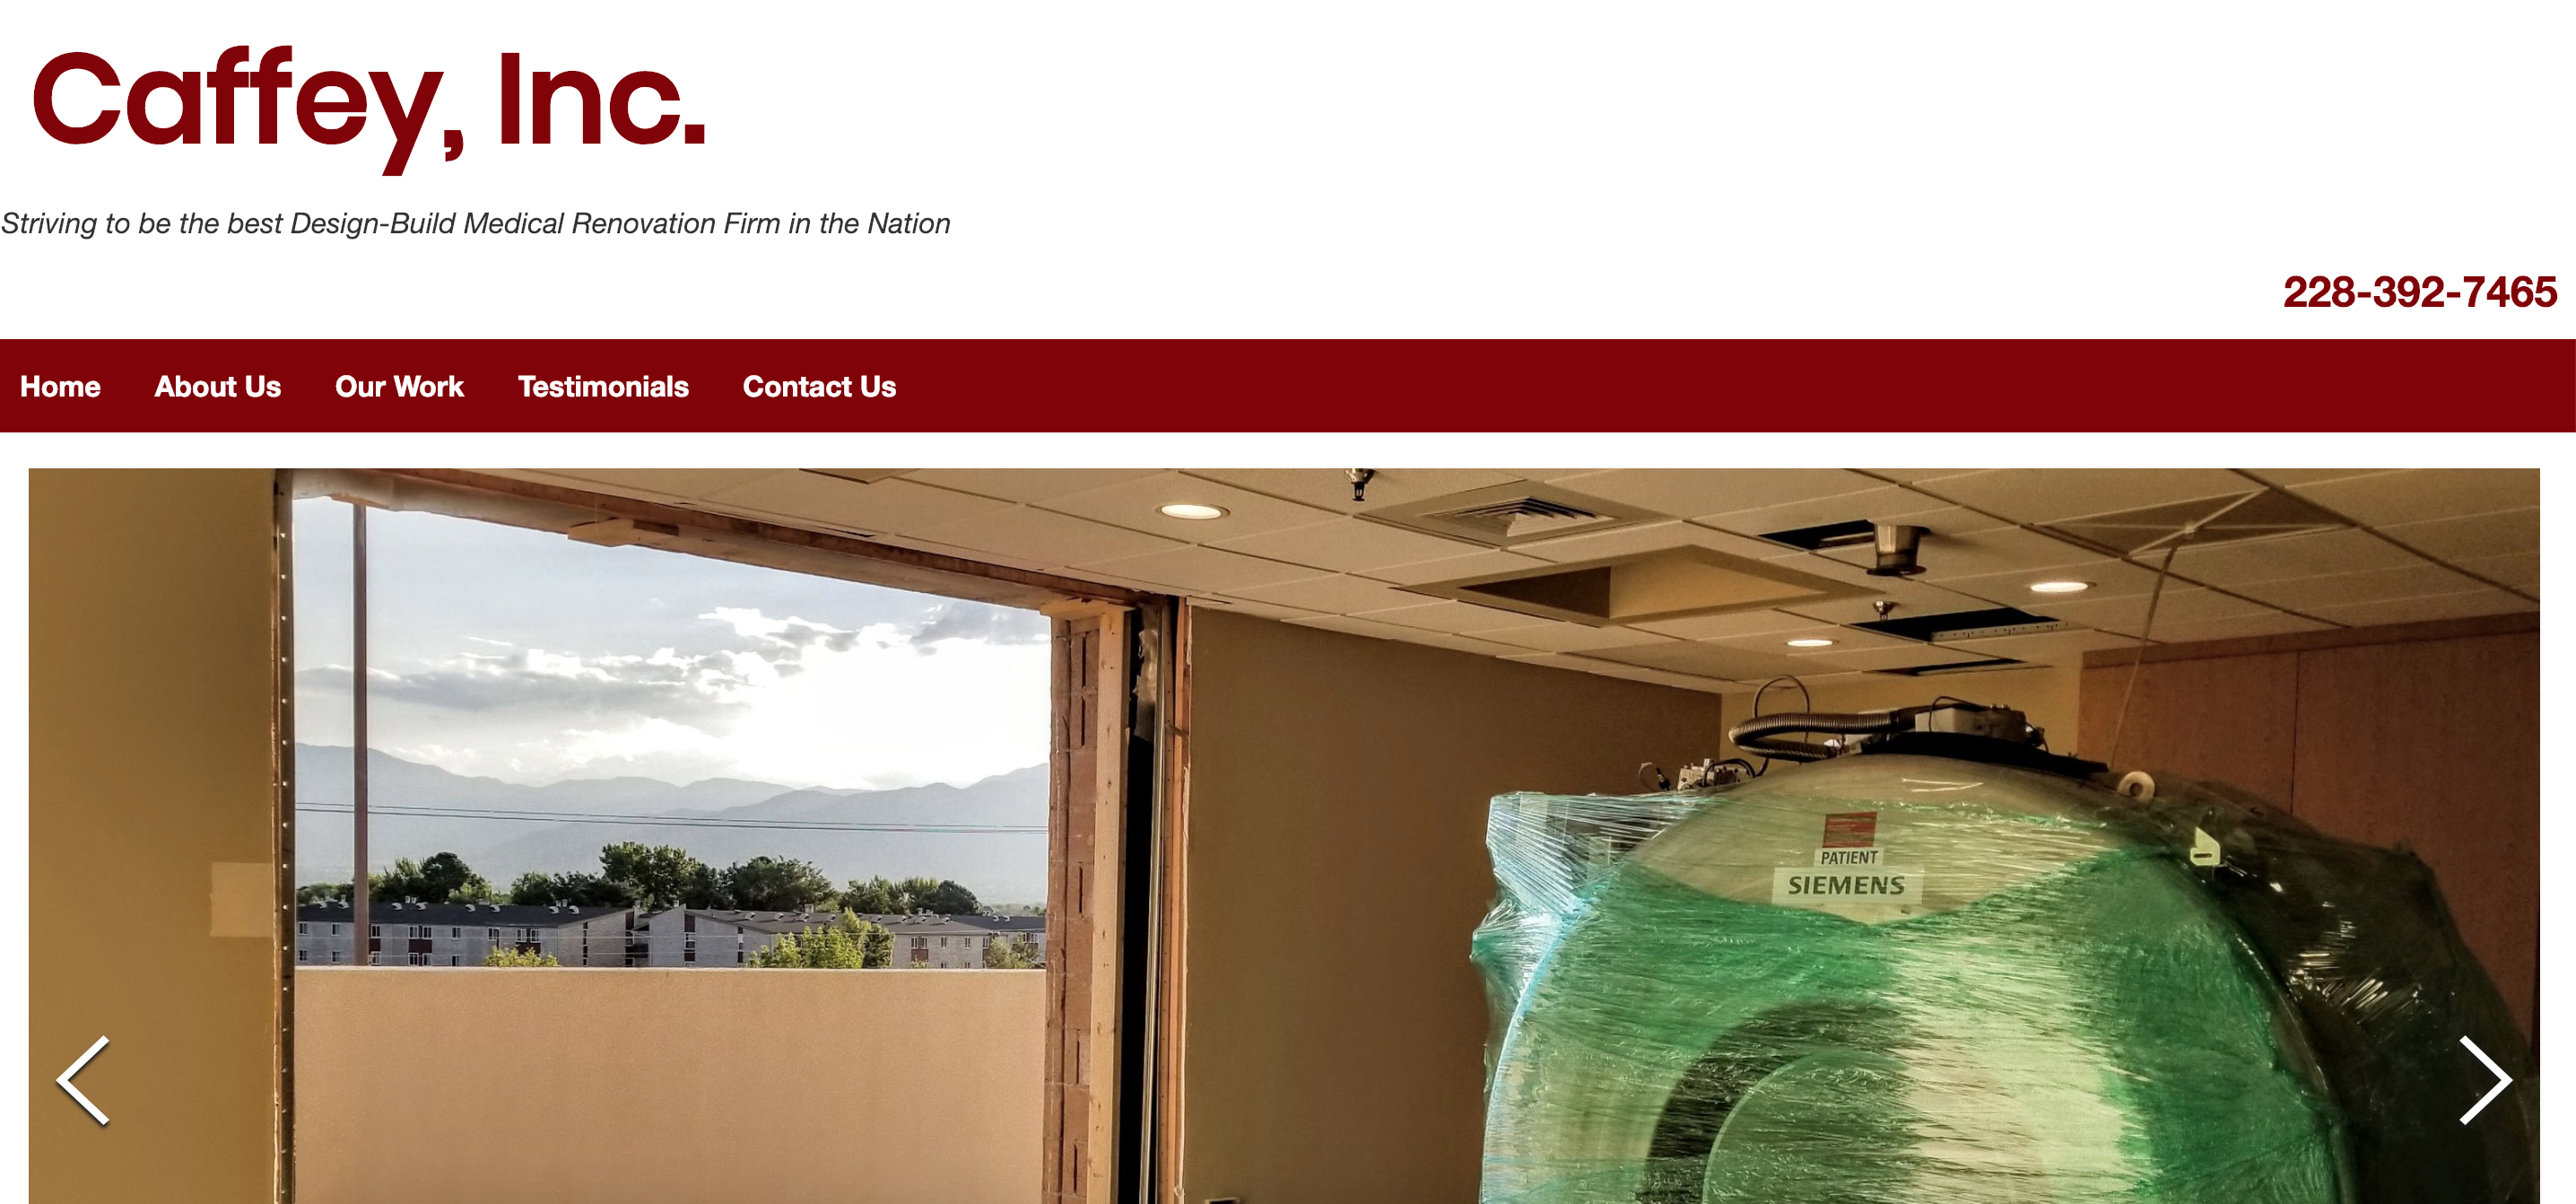 Caffey, Inc.
Striving to be the best Design-Build Medical Renovation Firm in the Nation
228-392-7465
Home About Us Our Work Testimonials Contact Us
PATIENT
SIEMENS